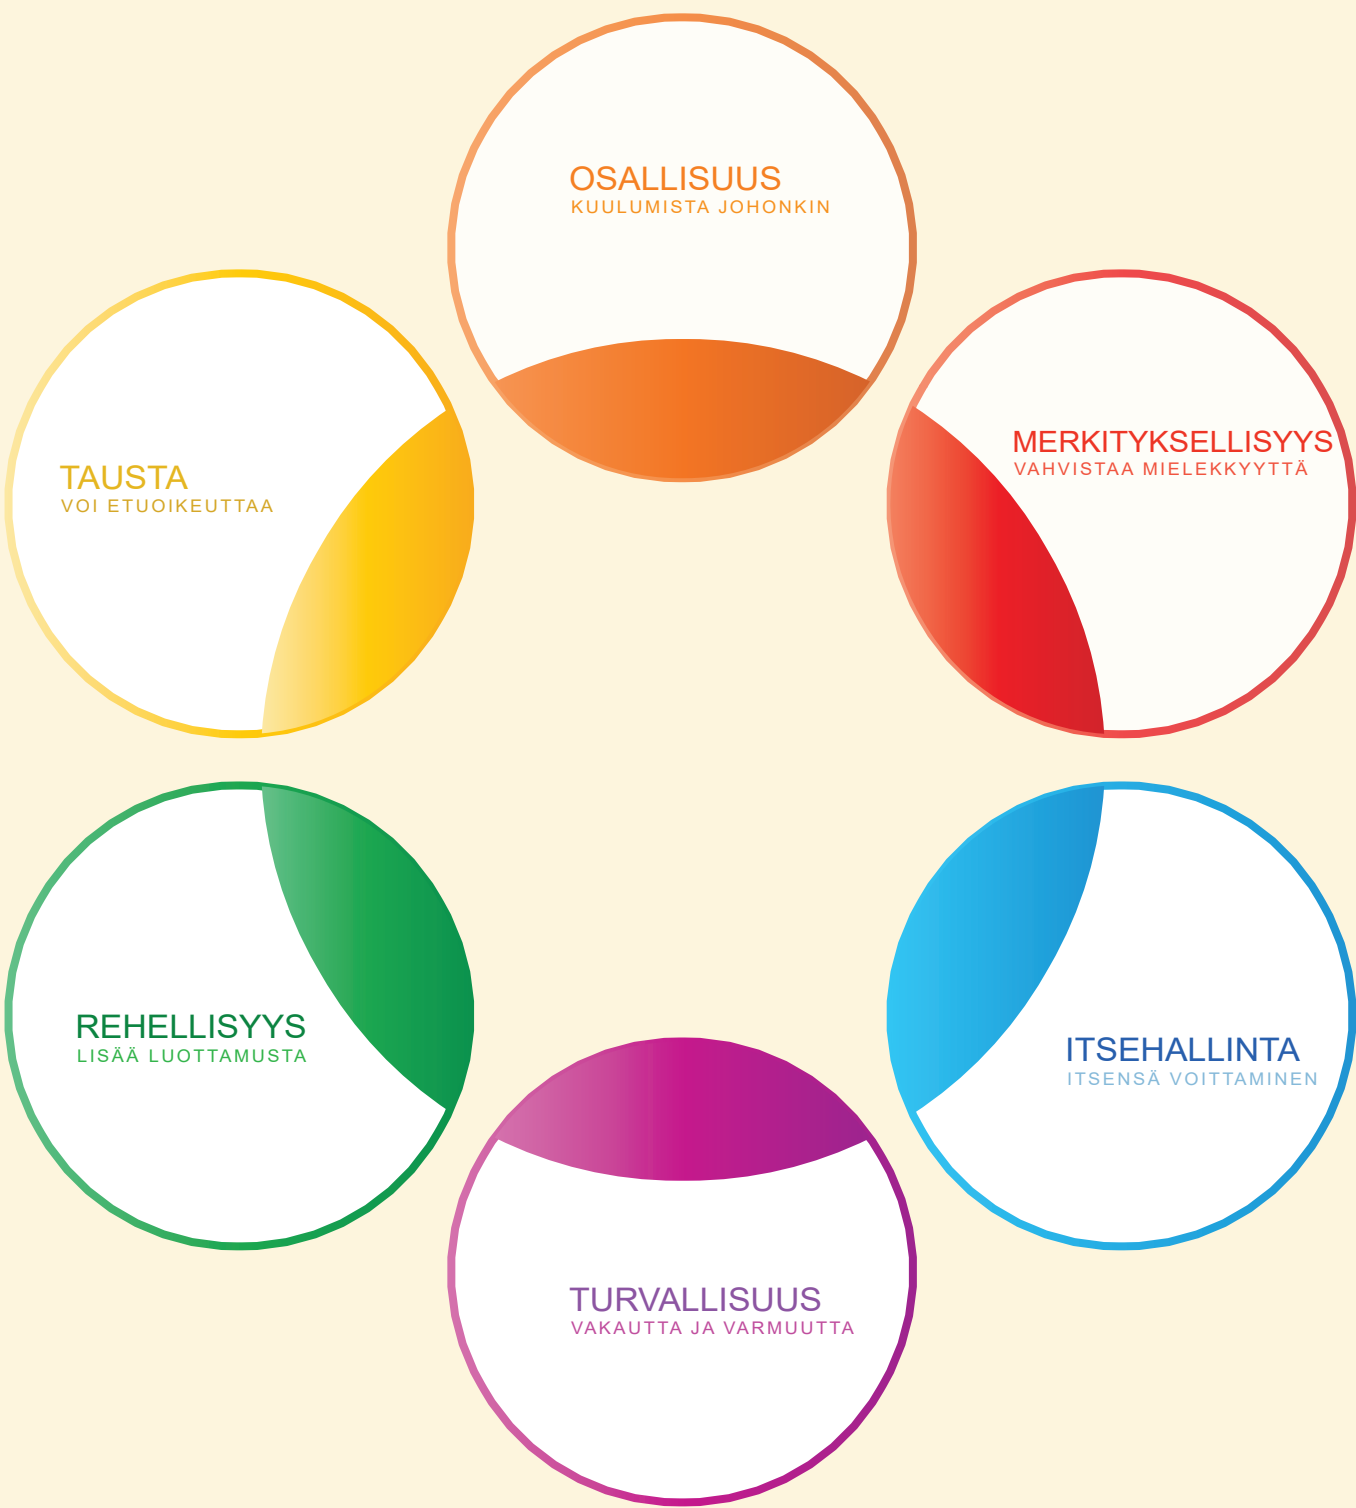 OSALLISUUS
KUULUMISTA JOHONKIN
MERKITYKSELLISYYS
VAHVISTAA MIELEKKYYTTÄ
TAUSTA
VOI ETUOIKEUTTAA
REHELLISYYS
LISÄÄ LUOTTAMUSTA
ITSEHALLINTA
ITSENSÄ VOITTAMINEN
TURVALLISUUS
VAKAUTTA JA VARMUUTTA